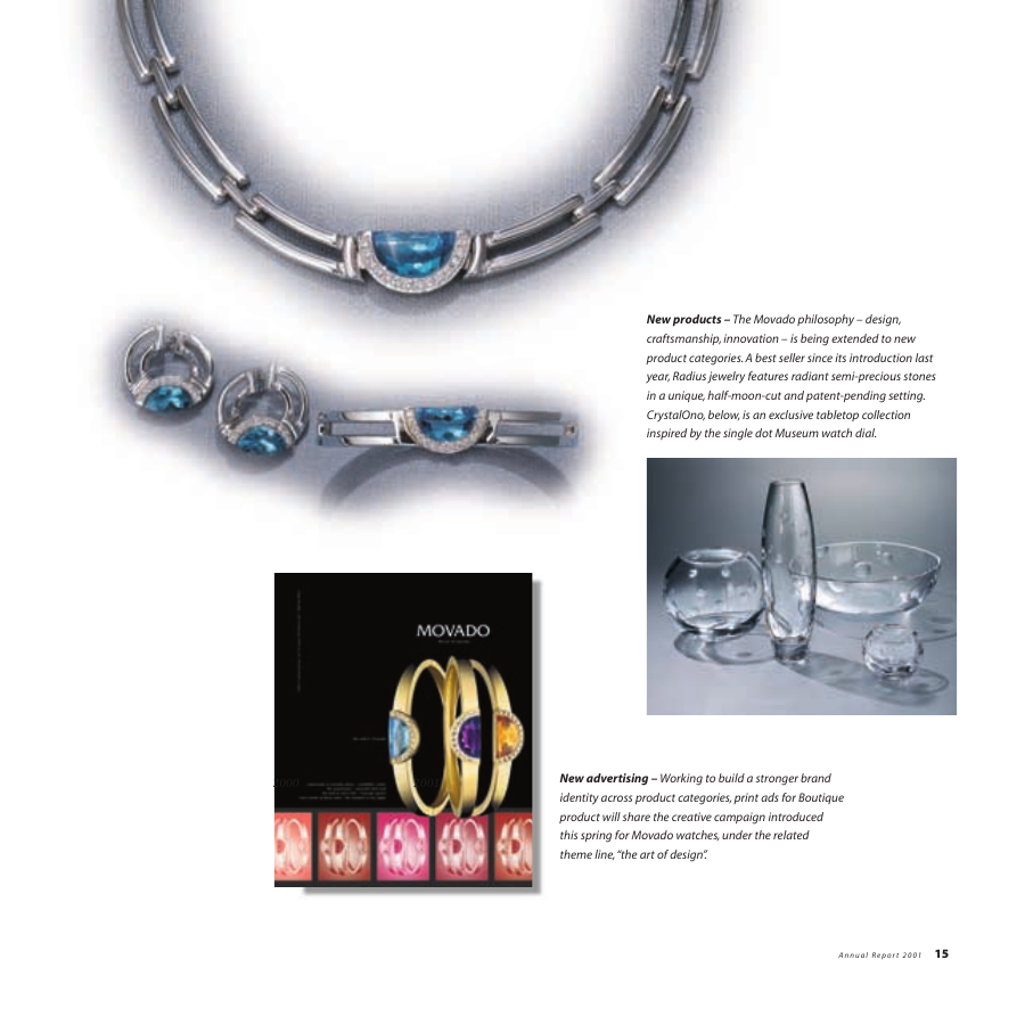 New products – The Movado philosophy – design,
craftsmanship, innovation – is being extended to new
product categories. A best seller since its introduction last
year, Radius jewelry features radiant semi-precious stones
in a unique, half-moon-cut and patent-pending setting.
CrystalOno, below, is an exclusive tabletop collection
inspired by the single dot Museum watch dial.
MOVADO
2000
2001
New advertising – Working to build a stronger brand
identity across product categories, print ads for Boutique
product will share the creative campaign introduced
this spring for Movado watches, under the related
theme line, “the art of design”.
Annual Report 2001 15